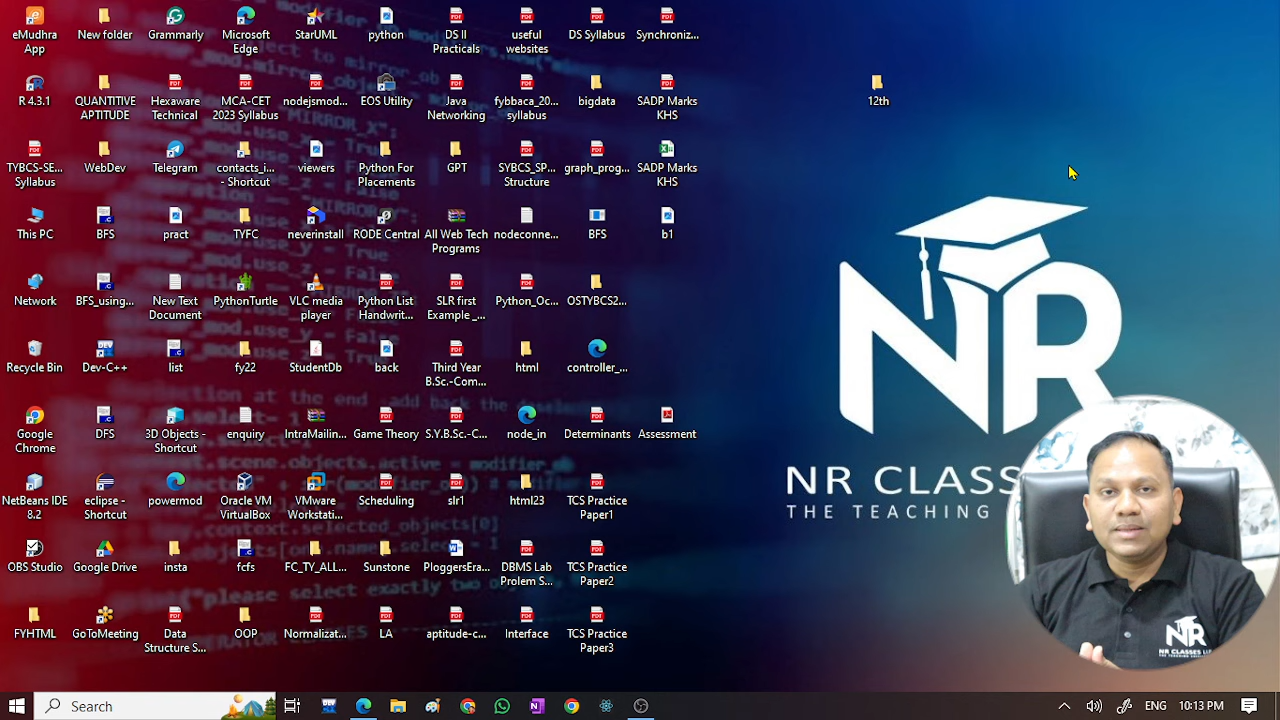 eMudhra App
New folder
Grammarly
Microsoft Edge
StarUML
python
DS II Practicals
useful websites
DS Syllabus
Synchroniz...
R 4.3.1
QUANTITIVE APTITUDE
Hexaware Technical
MCA-CET 2023 Syllabus
nodejsmod...
EOS Utility
Java Networking
fybbaca_20... syllabus
bigdata
SADP Marks KHS
12th
TYBCS-SE... Syllabus
WebDev
Telegram
contacts_i... - Shortcut
viewers
Python For Placements
GPT
SYBCS_SP... Structure
graph_prog...
SADP Marks KHS
This PC
BFS
pract
TYFC
neverinstall
RODE Central
All Web Tech Programs
nodeconne...
BFS
b1
Network
BFS_using...
New Text Document
PythonTurtle
VLC media player
Python List Handwrit...
SLR first Example _...
Python_Oc...
OSTYBCS2...
Recycle Bin
Dev-C++
list
fy22
StudentDb
back
Third Year B.Sc.-Com...
html
controller_...
Google Chrome
DFS
3D Objects - Shortcut
enquiry
IntraMailin...
Game Theory
S.Y.B.Sc.-C...
node_in
Determinants
Assessment
NetBeans IDE 8.2
eclipse - Shortcut
powermod
Oracle VM VirtualBox
VMware Workstati...
Scheduling
slr1
html23
TCS Practice Paper1
OBS Studio
Google Drive
insta
fcfs
FC_TY_ALL...
Sunstone
PloggersEra...
DBMS Lab Prolem S...
TCS Practice Paper2
FYHTML
GoToMeeting
Data Structure S...
OOP
Normalizat...
LA
aptitude-c...
Interface
TCS Practice Paper3
NR
NR CLASS
THE TEACHING
NR
NR CLASSES LLP
Search
ENG
10:13 PM